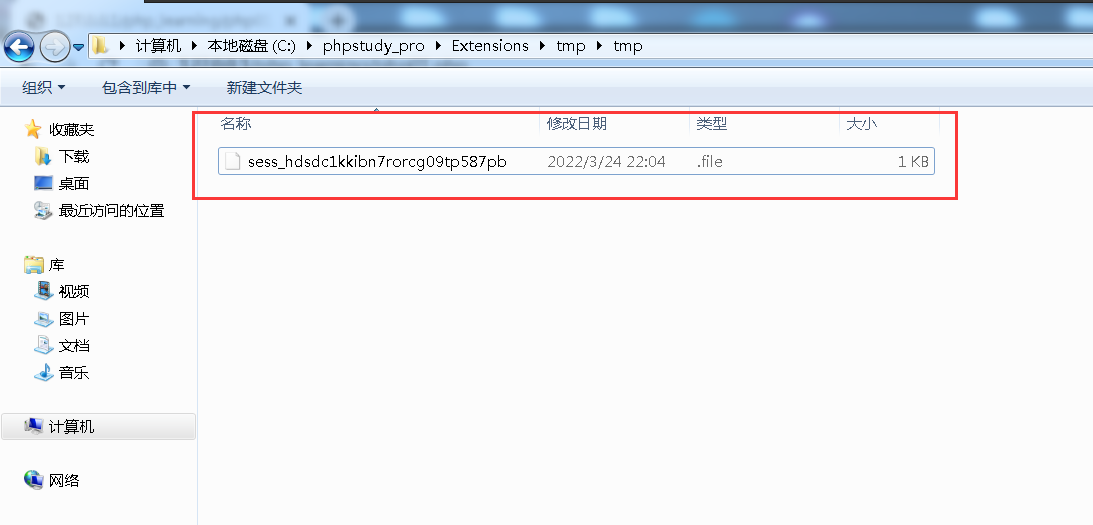 计算机 本地磁盘 (C:) phpstudy_pro Extensions tmp tmp
组织 包含到库中 新建文件夹
名称 修改日期 类型 大小
sess_hdsdc1kkibn7rorcg09tp587pb 2022/3/24 22:04 .file 1 KB
收藏夹
下载
桌面
最近访问的位置
库
视频
图片
文档
音乐
计算机
网络